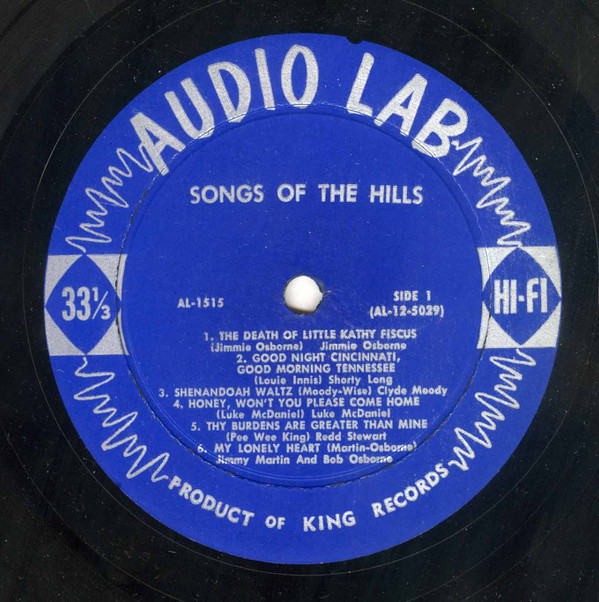 AUDIO LAB
SONGS OF THE HILLS
33⅓
HI-FI
AL-1515
SIDE 1
(AL-12-5029)
1. THE DEATH OF LITTLE KATHY FISCUS
(Jimmie Osborne) Jimmie Osborne
2. GOOD NIGHT CINCINNATI,
GOOD MORNING TENNESSEE
(Louie Innis) Shorty Long
3. SHENANDOAH WALTZ (Moody-Wise) Clyde Moody
4. HONEY, WON'T YOU PLEASE COME HOME
(Luke McDaniel) Luke McDaniel
5. THY BURDENS ARE GREATER THAN MINE
(Pee Wee King) Redd Stewart
6. MY LONELY HEART (Martin-Osborne)
Jimmy Martin And Bob Osborne
PRODUCT OF KING RECORDS